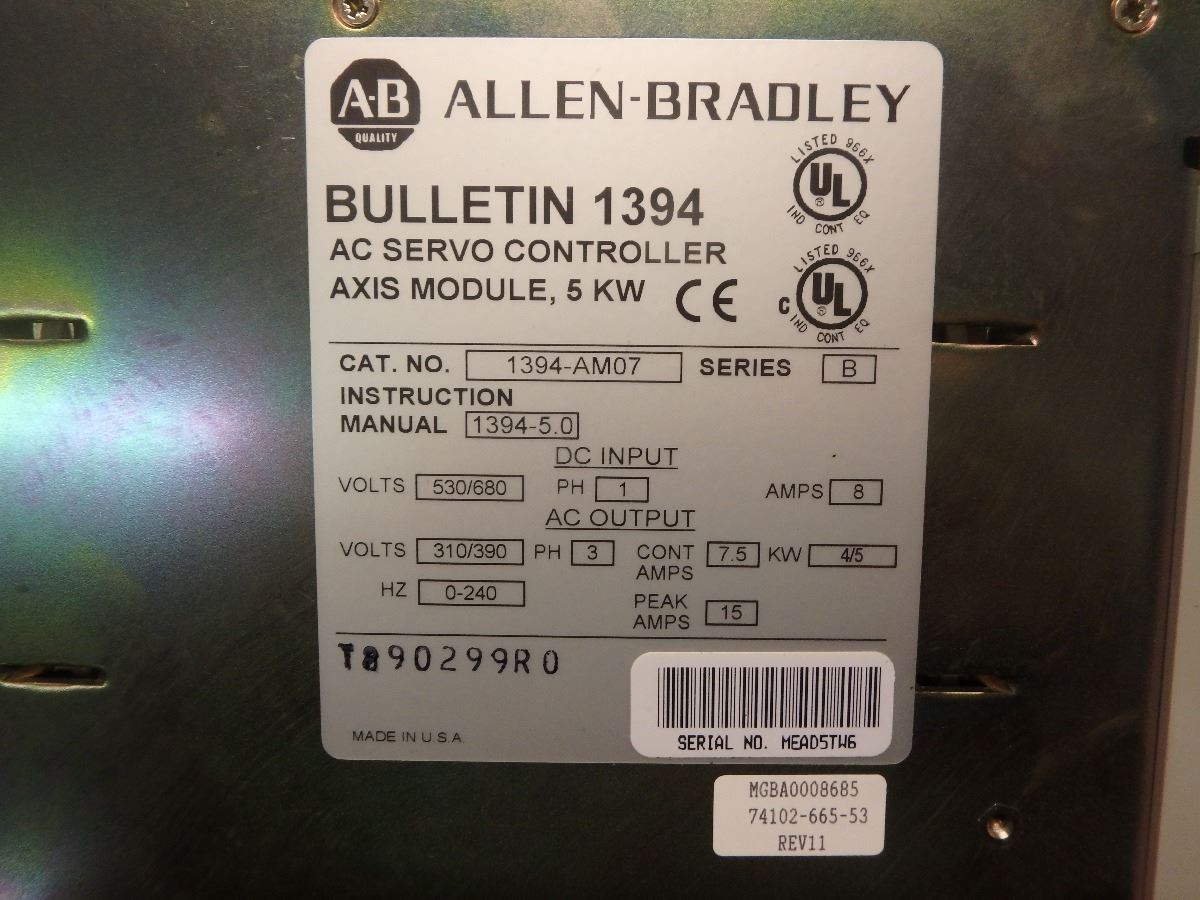 A-B
QUALITY
ALLEN-BRADLEY
BULLETIN 1394
AC SERVO CONTROLLER
AXIS MODULE, 5 KW
CE
LISTED 966X
UL
®
IND CONT EQ
LISTED 966X
C UL
®
IND CONT EQ
CAT. NO. 1394-AM07 SERIES B
INSTRUCTION
MANUAL 1394-5.0
DC INPUT
VOLTS 530/680 PH 1 AMPS 8
AC OUTPUT
VOLTS 310/390 PH 3 CONT AMPS 7.5 KW 4/5
HZ 0-240 PEAK AMPS 15
90299R0
MADE IN U.S.A.
SERIAL NO. MEAD5TW6
MGBA0008685
74102-665-53
REV11